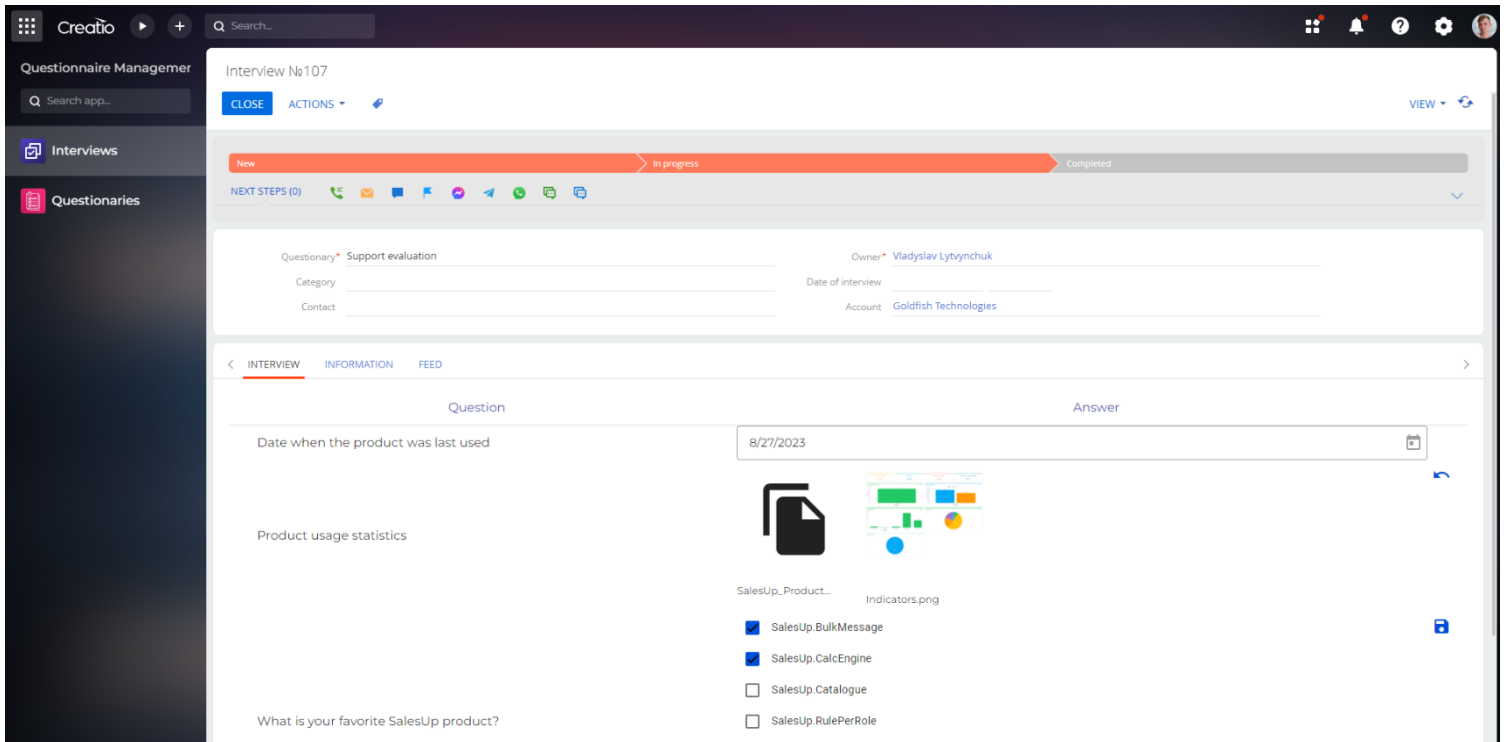 Creatio
Search...
Questionnaire Managemer
Search app...
Interviews
Questionaries
Interview №107
CLOSE ACTIONS
VIEW
New In progress Completed
NEXT STEPS (0)
Questionary* Support evaluation
Owner* Vladyslav Lytvynchuk
Category
Date of interview
Contact
Account Goldfish Technologies
INTERVIEW INFORMATION FEED
Question Answer
Date when the product was last used 8/27/2023
Product usage statistics
SalesUp_Product...
Indicators.png
SalesUp.BulkMessage
SalesUp.CalcEngine
SalesUp.Catalogue
What is your favorite SalesUp product? SalesUp.RulePerRole